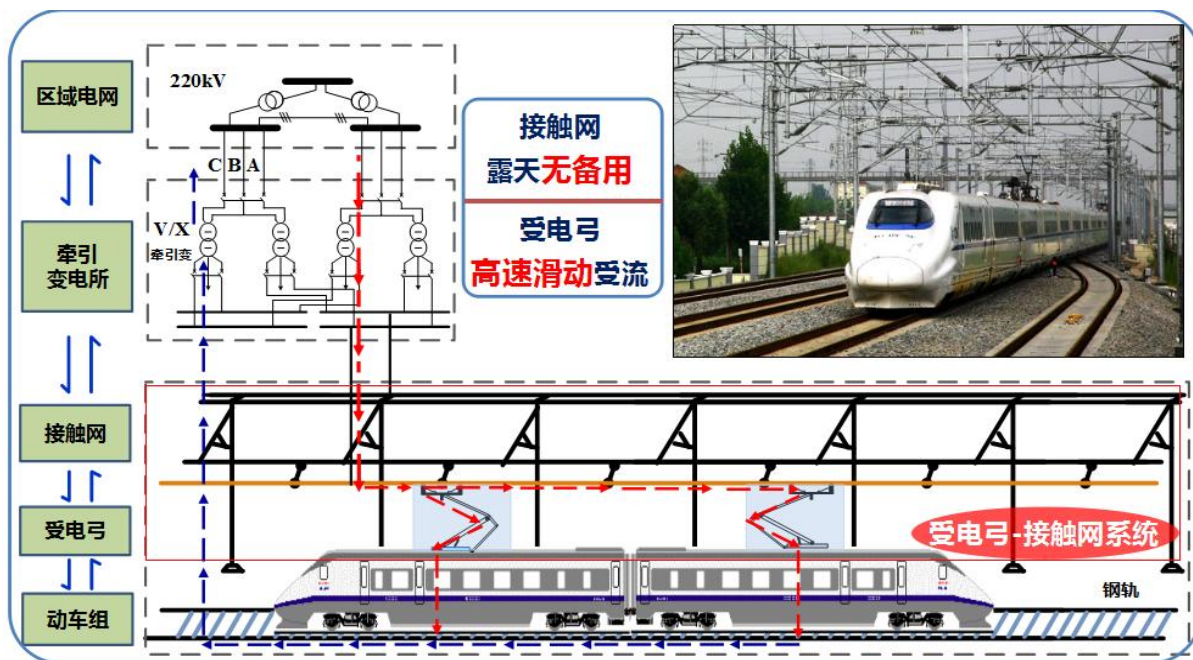 区域电网
牵引
变电所
接触网
受电弓
动车组
220kV
C B A
V/X
牵引变
接触网
露天无备用
受电弓
高速滑动受流
受电弓-接触网系统
钢轨